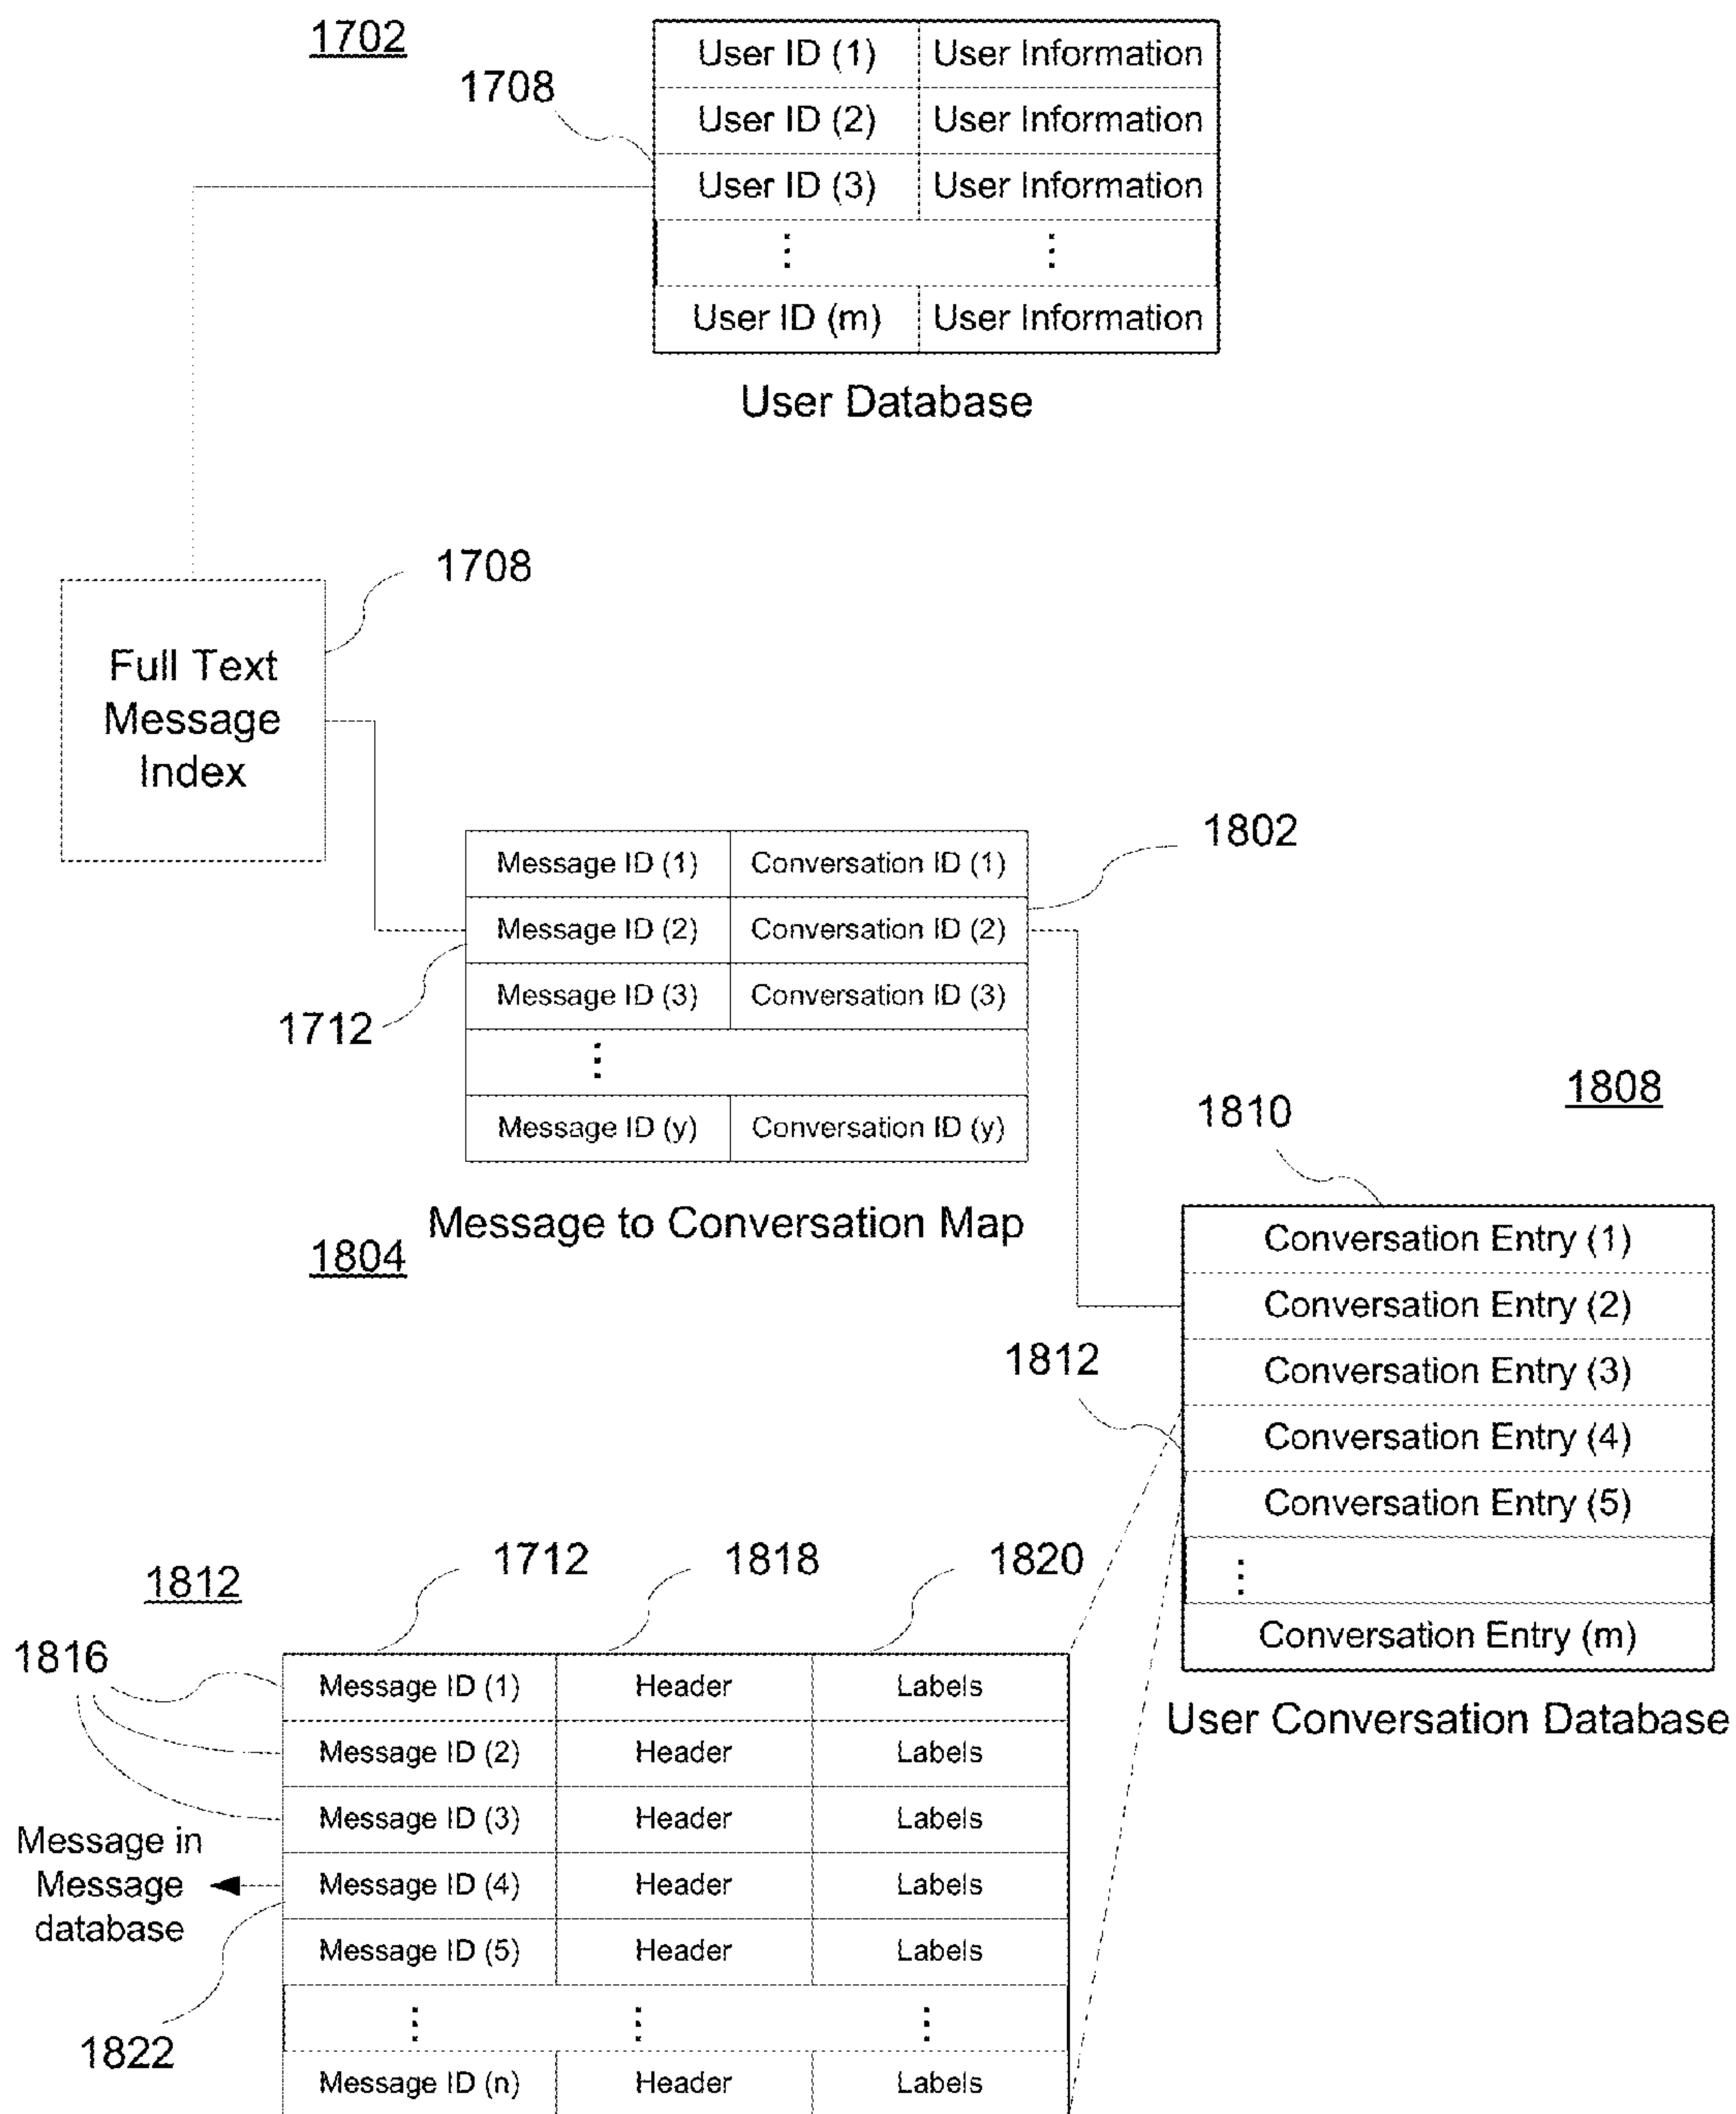 1702
1708
User ID (1) User Information
User ID (2) User Information
User ID (3) User Information
⋮ ⋮
User ID (m) User Information
User Database
1708
Full Text
Message
Index
1802
Message ID (1) Conversation ID (1)
Message ID (2) Conversation ID (2)
Message ID (3) Conversation ID (3)
⋮
Message ID (y) Conversation ID (y)
1712
Message to Conversation Map
1804
1808
1810
Conversation Entry (1)
Conversation Entry (2)
Conversation Entry (3)
Conversation Entry (4)
Conversation Entry (5)
⋮
Conversation Entry (m)
User Conversation Database
1812
1812
1712 1818 1820
1816
Message ID (1) Header Labels
Message ID (2) Header Labels
Message ID (3) Header Labels
Message ID (4) Header Labels
Message ID (5) Header Labels
⋮ ⋮ ⋮
Message ID (n) Header Labels
Message in
Message
database
1822